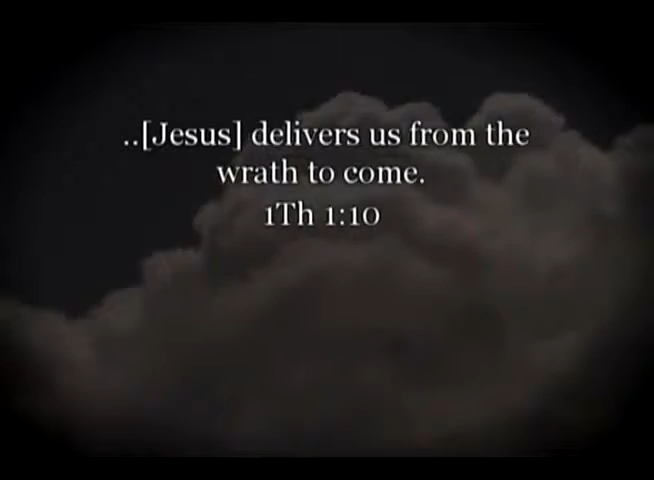 ..[Jesus] delivers us from the
wrath to come.
1Th 1:10